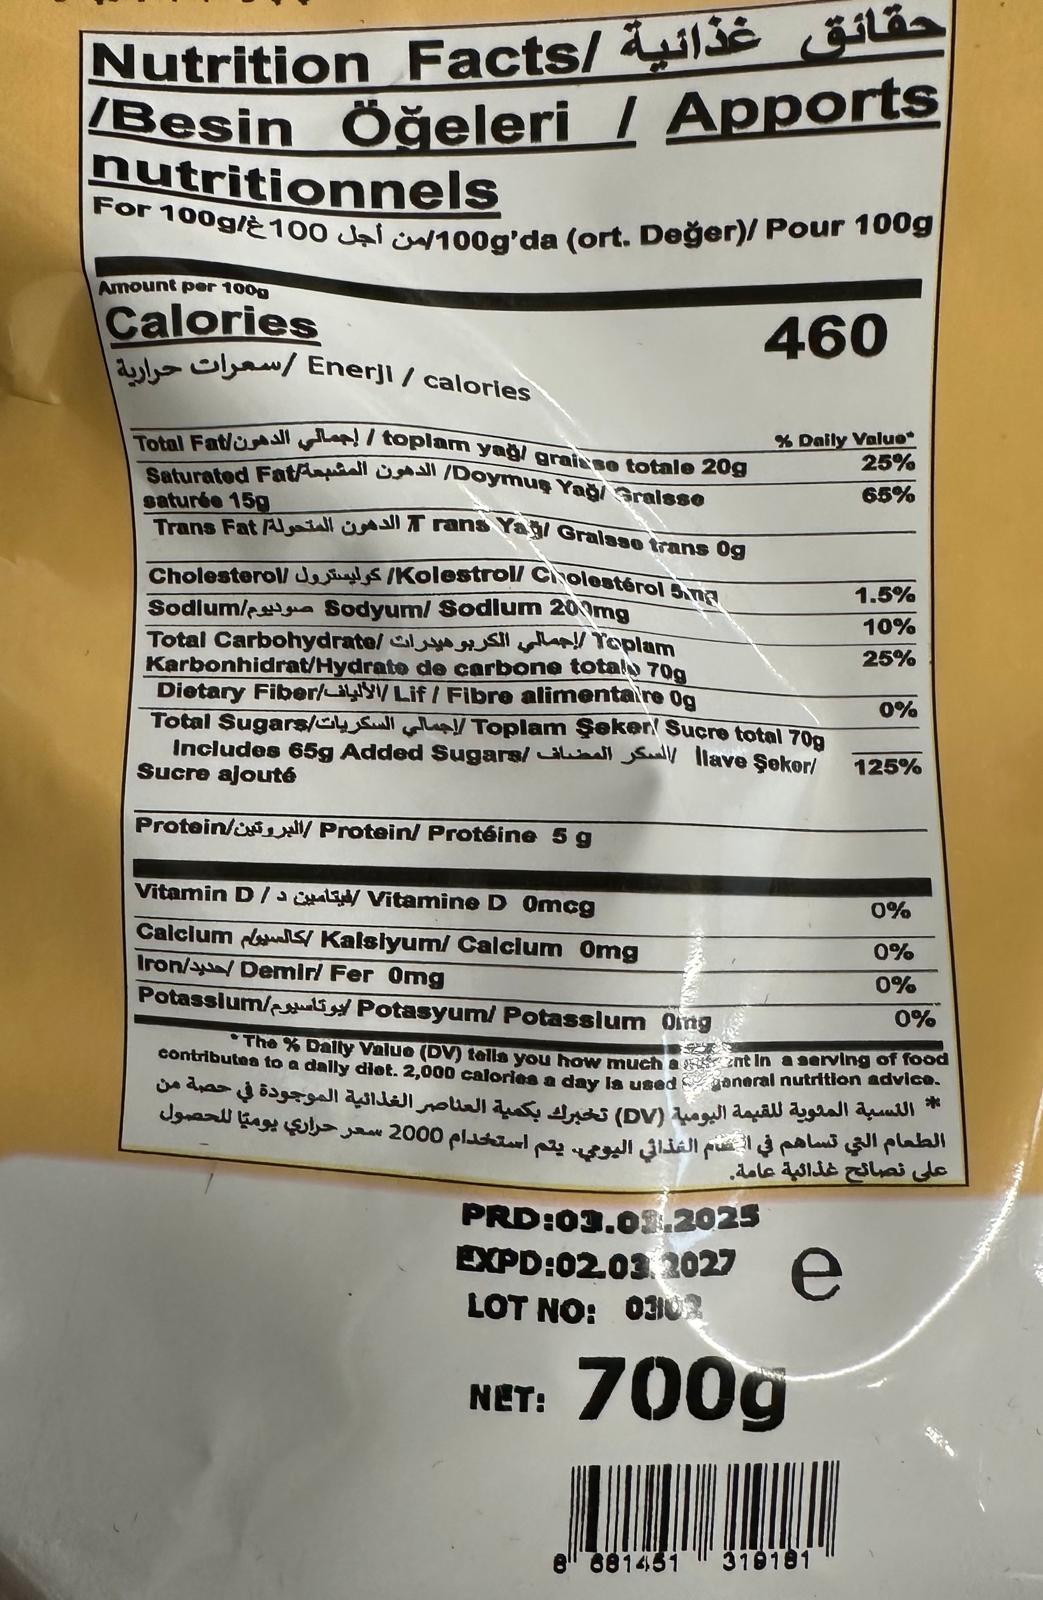 Nutrition Facts/ حقائق غذائية
/Besin Öğeleri / Apports
nutritionnels
For 100g/من أجل 100غ/100g'da (ort. Değer)/ Pour 100g
Amount per 100g
Calories 460
سعرات حرارية/ Enerji / calories
% Daily Value*
Total Fat/إجمالي الدهون / toplam yağ/ graisse totale 20g 25%
Saturated Fat/الدهون المشبعة /Doymuş Yağ/ Graisse 65%
saturée 15g
Trans Fat /الدهون المتحولة T rans Yağ/ Graisse trans 0g
Cholesterol/ كوليسترول /Kolestrol/ Cholestérol 5mg 1.5%
Sodium/صوديوم Sodyum/ Sodium 200mg 10%
Total Carbohydrate/ إجمالي الكربوهيدرات/ Toplam 25%
Karbonhidrat/Hydrate de carbone totale 70g
Dietary Fiber/الألياف/ Lif / Fibre alimentaire 0g 0%
Total Sugars/إجمالي السكريات/ Toplam Şeker/ Sucre total 70g
Includes 65g Added Sugars/ السكر المضاف/ İlave Şeker/ 125%
Sucre ajouté
Protein/البروتين/ Protein/ Protéine 5 g
Vitamin D / فيتامين د/ Vitamine D 0mcg 0%
Calcium كالسيوم/ Kalsiyum/ Calcium 0mg 0%
Iron/حديد/ Demir/ Fer 0mg 0%
Potassium/بوتاسيوم/ Potasyum/ Potassium 0mg 0%
* The % Daily Value (DV) tells you how much a in a serving of food
contributes to a daily diet. 2,000 calories a day is used general nutrition advice.
* النسبة المئوية للقيمة اليومية (DV) تخبرك بكمية العناصر الغذائية الموجودة في حصة من
الطعام التي تساهم في الغذائي اليومي. يتم استخدام 2000 سعر حراري يوميًا للحصول
على نصائح غذائية عامة.
PRD:03.03.2025
EXPD:02.03.2027 e
LOT NO:
NET: 700g
8 681451 319181